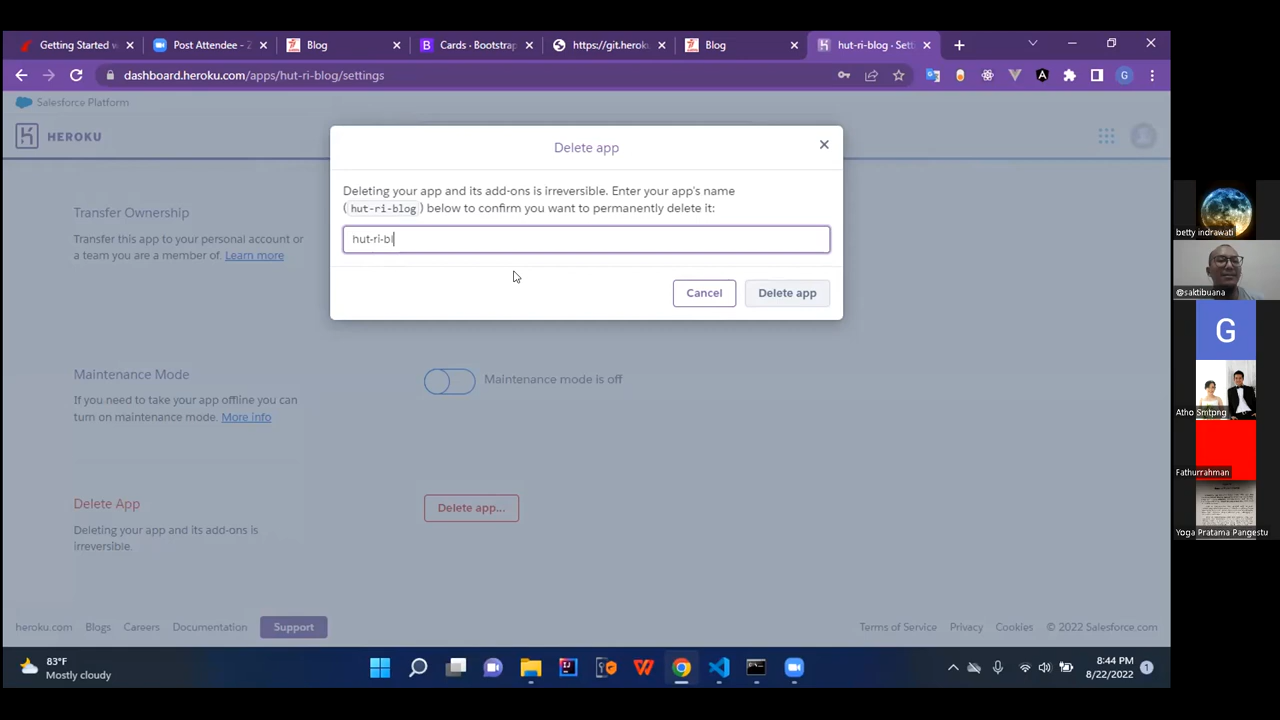 Getting Started w
Post Attendee - Z
Blog
Cards · Bootstrap
https://git.heroku
Blog
hut-ri-blog · Sett
dashboard.heroku.com/apps/hut-ri-blog/settings
G
Salesforce Platform
HEROKU
Delete app
Deleting your app and its add-ons is irreversible. Enter your app's name
( hut-ri-blog ) below to confirm you want to permanently delete it:
hut-ri-bl
Cancel
Delete app
Transfer Ownership
Transfer this app to your personal account or
a team you are a member of. Learn more
Maintenance Mode
If you need to take your app offline you can
turn on maintenance mode. More info
Maintenance mode is off
Delete App
Deleting your app and its add-ons is
irreversible.
Delete app...
heroku.com
Blogs
Careers
Documentation
Support
Terms of Service
Privacy
Cookies
© 2022 Salesforce.com
83°F
Mostly cloudy
8:44 PM
8/22/2022
1
betty indrawati
@saktibuana
G
Atho Smtpng
Fathurrahman
Yoga Pratama Pangestu